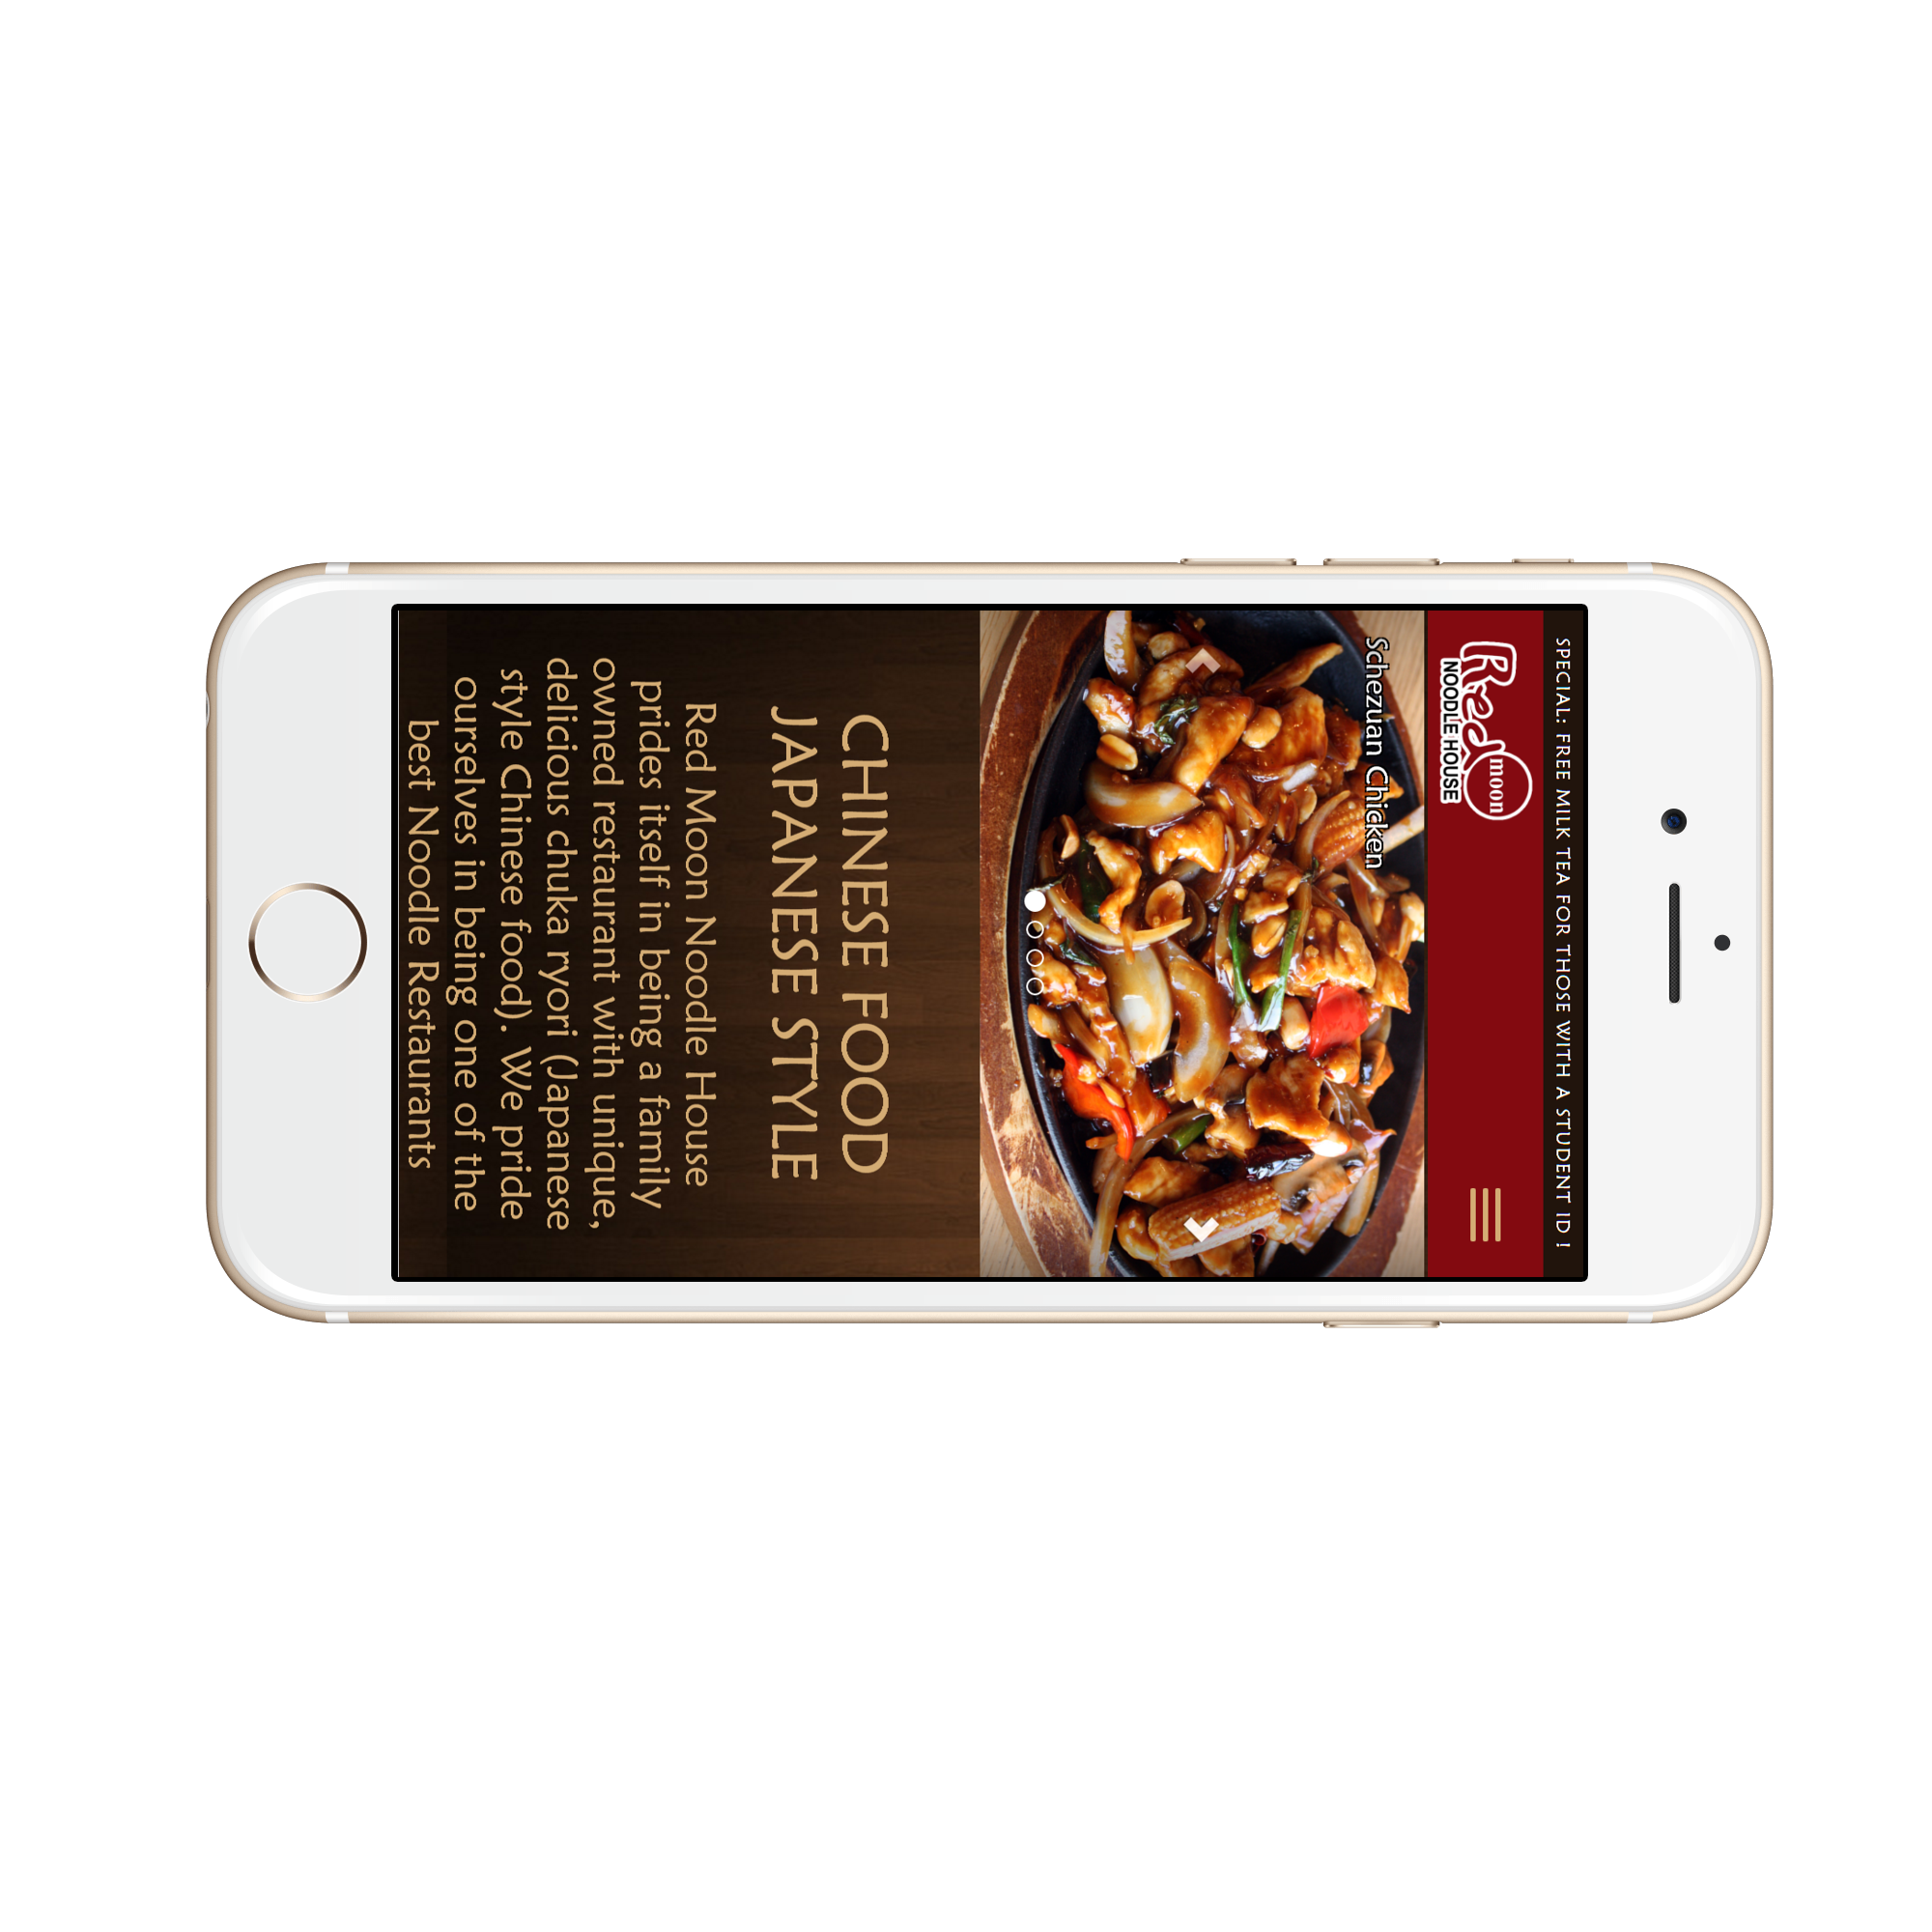 SPECIAL: FREE MILK TEA FOR THOSE WITH A STUDENT ID !
Red moon
NOODLE HOUSE
Schezuan Chicken
CHINESE FOOD
JAPANESE STYLE
Red Moon Noodle House
prides itself in being a family
owned restaurant with unique,
delicious chuka ryori (Japanese
style Chinese food). We pride
ourselves in being one of the
best Noodle Restaurants